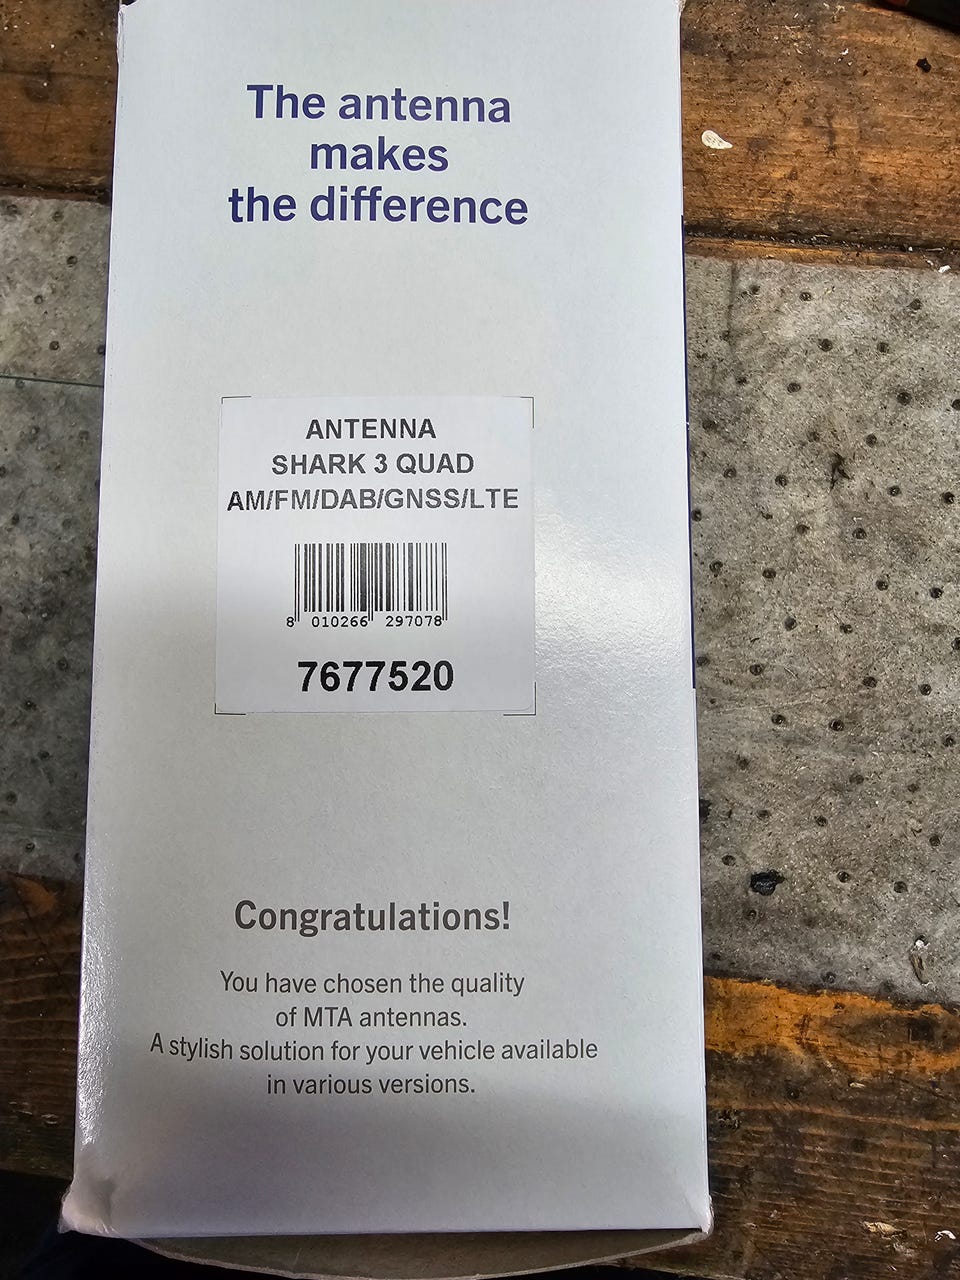 The antenna
makes
the difference
ANTENNA
SHARK 3 QUAD
AM/FM/DAB/GNSS/LTE
8 010266 297078
7677520
Congratulations!
You have chosen the quality
of MTA antennas.
A stylish solution for your vehicle available
in various versions.